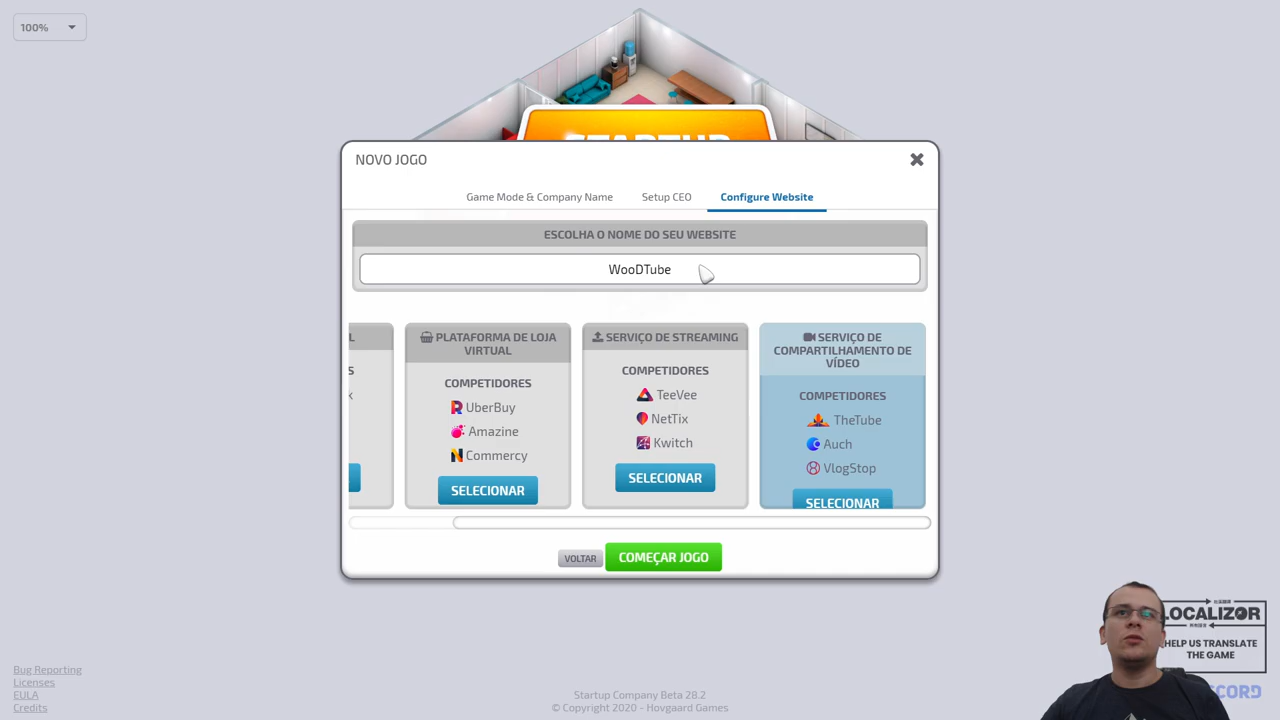 100%
STARTUP
NOVO JOGO
Game Mode & Company Name
Setup CEO
Configure Website
ESCOLHA O NOME DO SEU WEBSITE
WooDTube
PLATAFORMA DE LOJA
VIRTUAL
COMPETIDORES
UberBuy
Amazine
Commercy
SELECIONAR
SERVIÇO DE STREAMING
COMPETIDORES
TeeVee
NetTix
Kwitch
SELECIONAR
SERVIÇO DE
COMPARTILHAMENTO DE
VÍDEO
COMPETIDORES
TheTube
Auch
VlogStop
SELECIONAR
VOLTAR
COMEÇAR JOGO
LOCALIZOR
HELP US TRANSLATE
THE GAME
Bug Reporting
Licenses
EULA
Credits
Startup Company Beta 28.2
© Copyright 2020 - Hovgaard Games